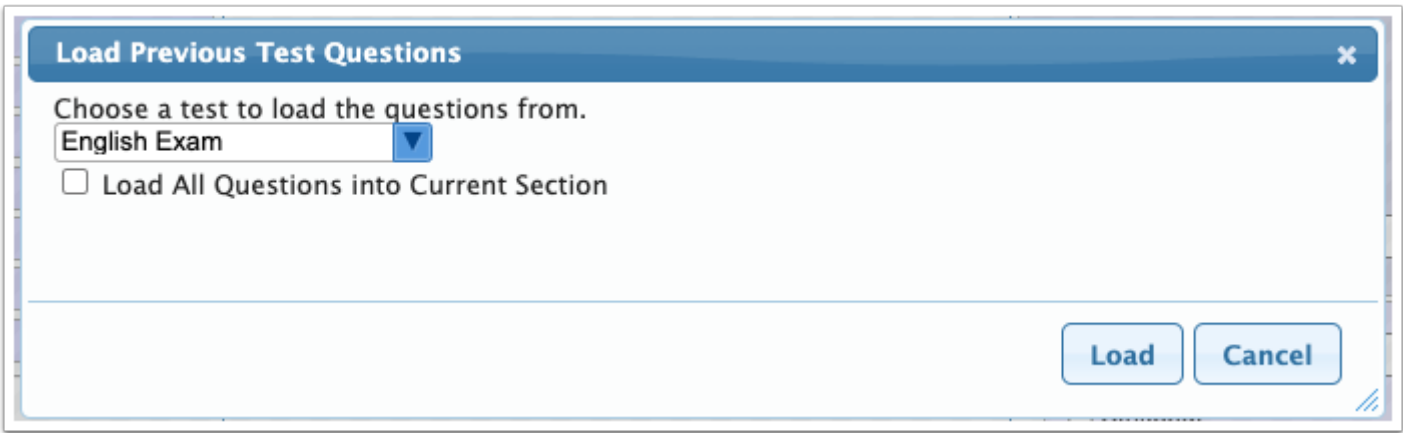 Load Previous Test Questions
Choose a test to load the questions from.
English Exam
Load All Questions into Current Section
Load Cancel